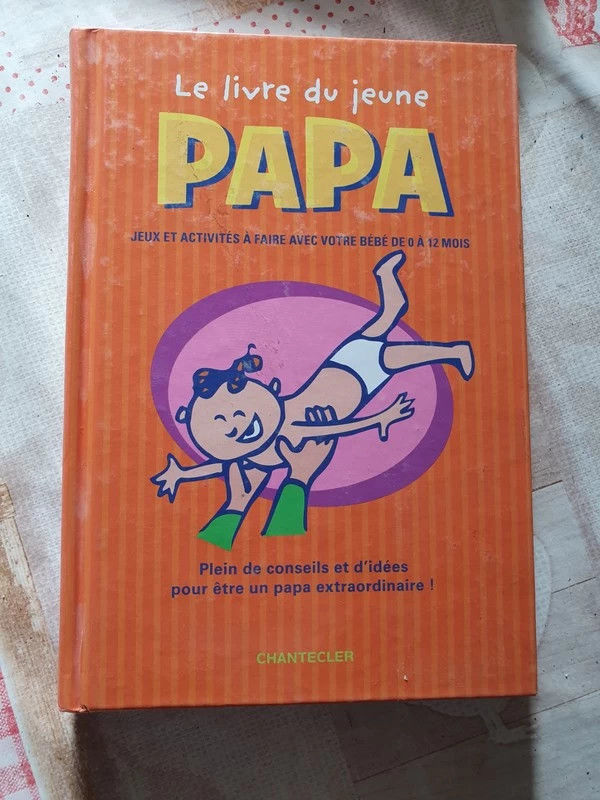 Le livre du jeune
PAPA
JEUX ET ACTIVITÉS À FAIRE AVEC VOTRE BÉBÉ DE 0 À 12 MOIS
Plein de conseils et d'idées
pour être un papa extraordinaire !
CHANTECLER